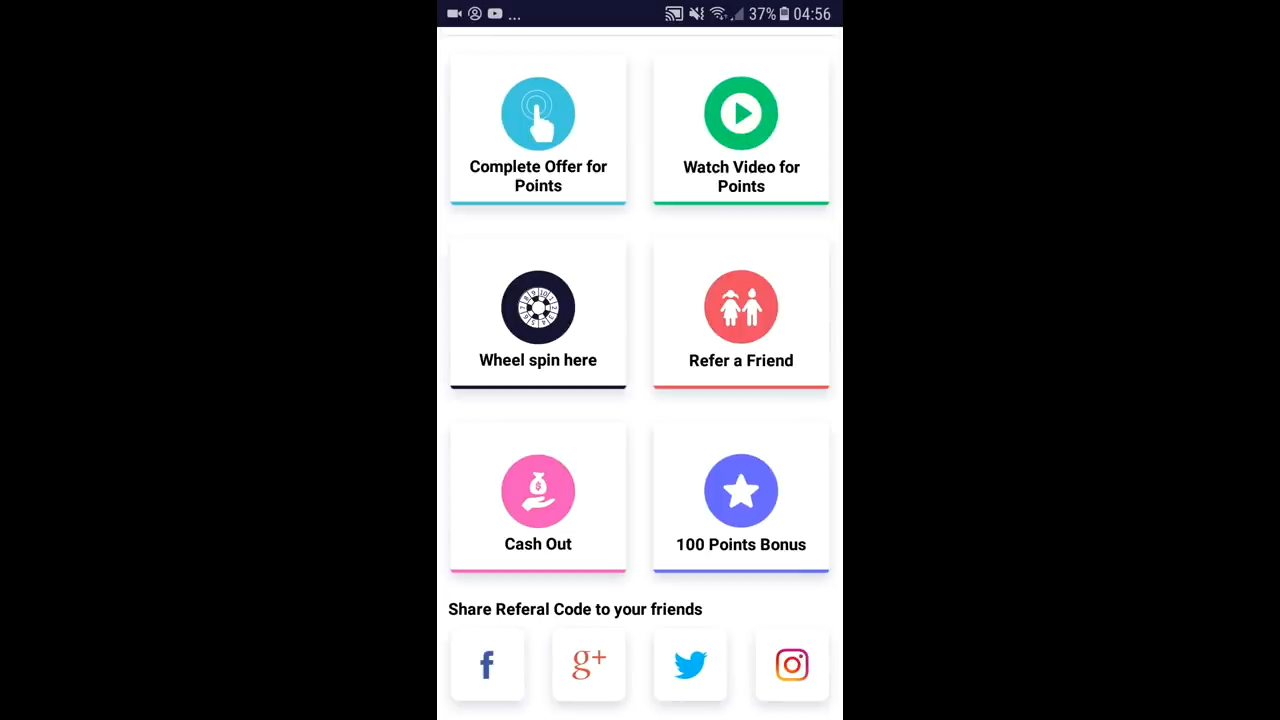 ... 37% 04:56
Complete Offer for
Points
Watch Video for
Points
Wheel spin here
Refer a Friend
Cash Out
100 Points Bonus
Share Referal Code to your friends
f
g+